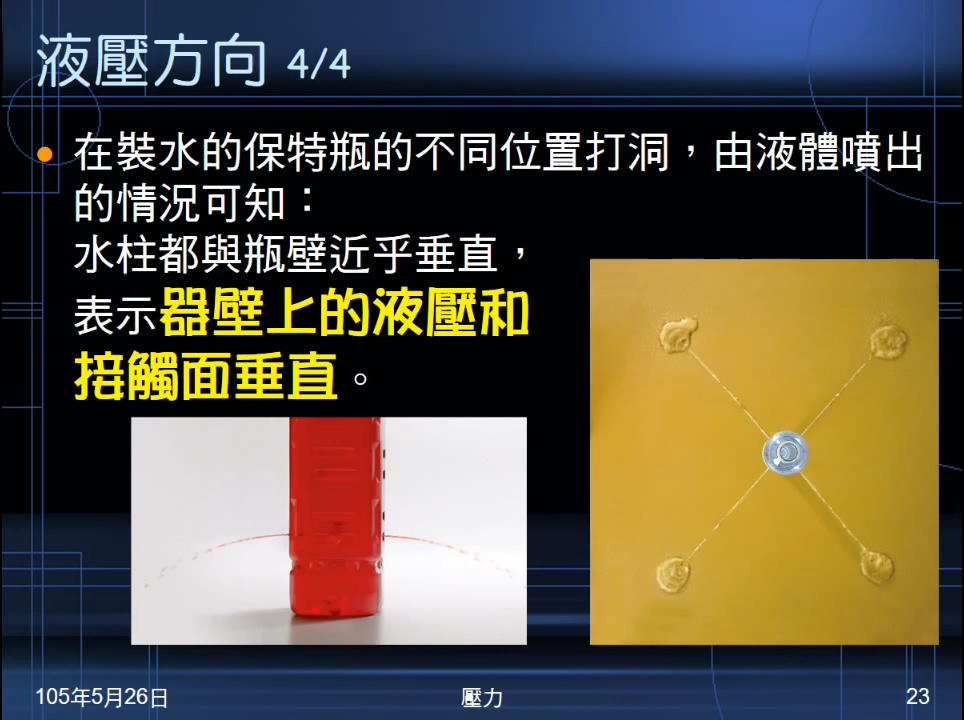 液壓方向 4/4
在裝水的保特瓶的不同位置打洞，由液體噴出
的情況可知：
水柱都與瓶壁近乎垂直，
表示器壁上的液壓和
接觸面垂直。
105年5月26日
壓力
23